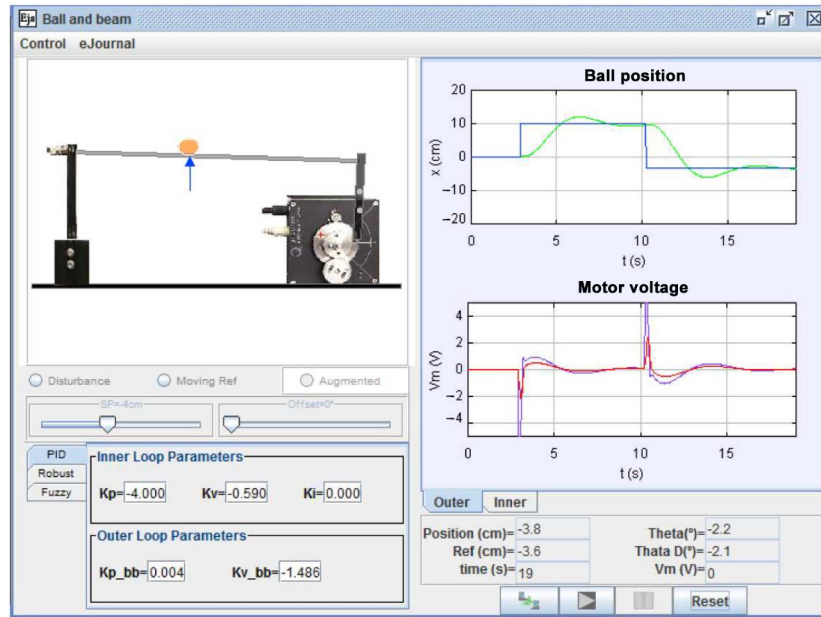 Ejs Ball and beam
Control eJournal
Ball position
20
10
0
−10
−20
x (cm)
0 5 10 15
t (s)
Motor voltage
4
2
0
−2
−4
Vm (V)
0 5 10 15
t (s)
Disturbance Moving Ref Augmented
SP=-4cm Offset=0°
PID
Robust
Fuzzy
Inner Loop Parameters
Kp= -4.000 Kv= -0.590 Ki= 0.000
Outer Loop Parameters
Kp_bb= 0.004 Kv_bb= -1.486
Outer Inner
Position (cm)= -3.8 Theta(°)= -2.2
Ref (cm)= -3.6 Thata D(°)= -2.1
time (s)= 19 Vm (V)= 0
Reset